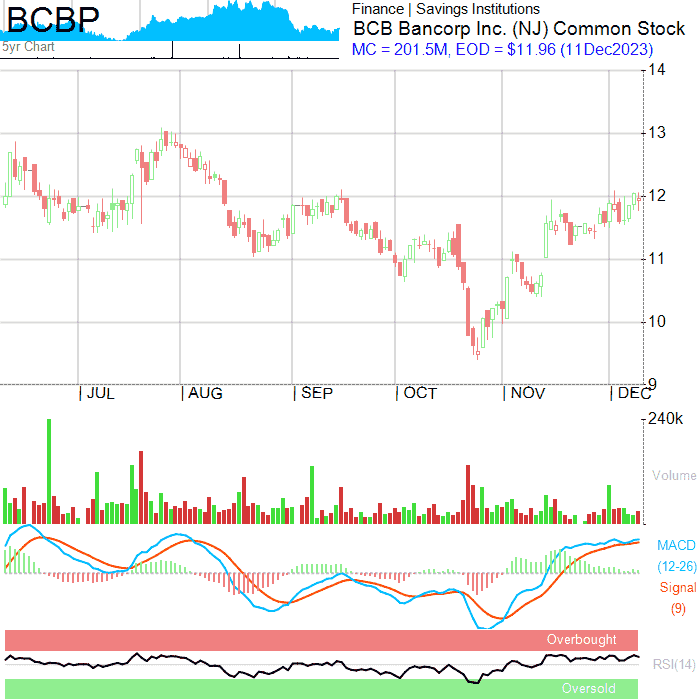 BCBP
5yr Chart
Finance | Savings Institutions
BCB Bancorp Inc. (NJ) Common Stock
MC = 201.5M, EOD = $11.96 (11Dec2023)
14
13
12
11
10
9
JUL AUG SEP OCT NOV DEC
240k
Volume
MACD
(12-26)
Signal
(9)
Overbought
RSI(14)
Oversold